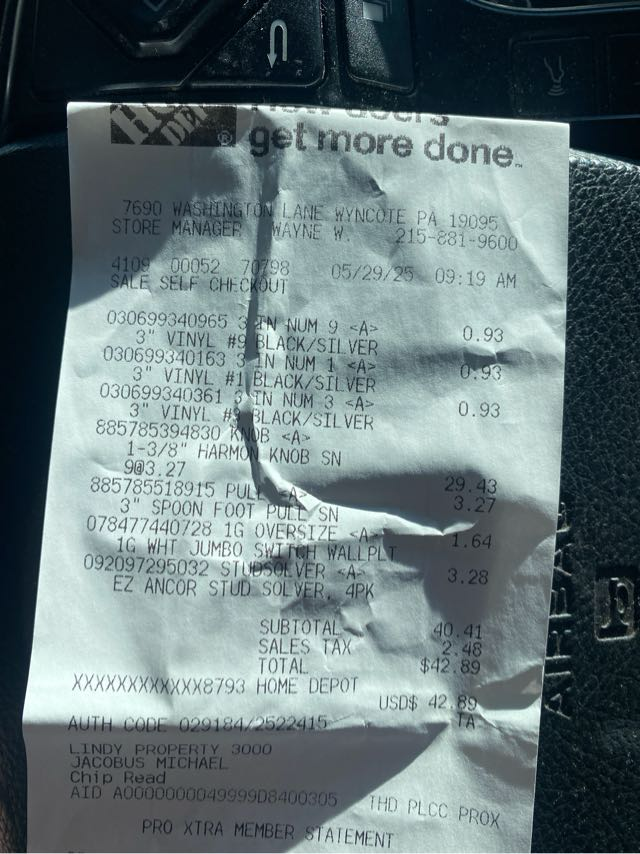 get more done.
7690 WASHINGTON LANE WYNCOTE PA 19095
STORE MANAGER WAYNE W. 215-881-9600
4109 00052 70798 05/29/25 09:19 AM
SALE SELF CHECKOUT
030699340965 3 IN NUM 9 <A> 0.93
3" VINYL #9 BLACK/SILVER
030699340163 3 IN NUM 1 <A> 0.93
3" VINYL #1 BLACK/SILVER
030699340361 3 IN NUM 3 <A> 0.93
3" VINYL #3 BLACK/SILVER
885785394830 KNOB <A>
1-3/8" HARMON KNOB SN
9@3.27 29.43
885785518915 PULL <A> 3.27
3" SPOON FOOT PULL SN
078477440728 1G OVERSIZE <A> 1.64
1G WHT JUMBO SWITCH WALLPLT
092097295032 STUDSOLVER <A> 3.28
EZ ANCOR STUD SOLVER, 4PK
SUBTOTAL 40.41
SALES TAX 2.48
TOTAL $42.89
XXXXXXXXXXXX8793 HOME DEPOT
USD$ 42.89
AUTH CODE 029184/2522415 TA
LINDY PROPERTY 3000
JACOBUS MICHAEL
Chip Read
AID A0000000049999D8400305 THD PLCC PROX
PRO XTRA MEMBER STATEMENT